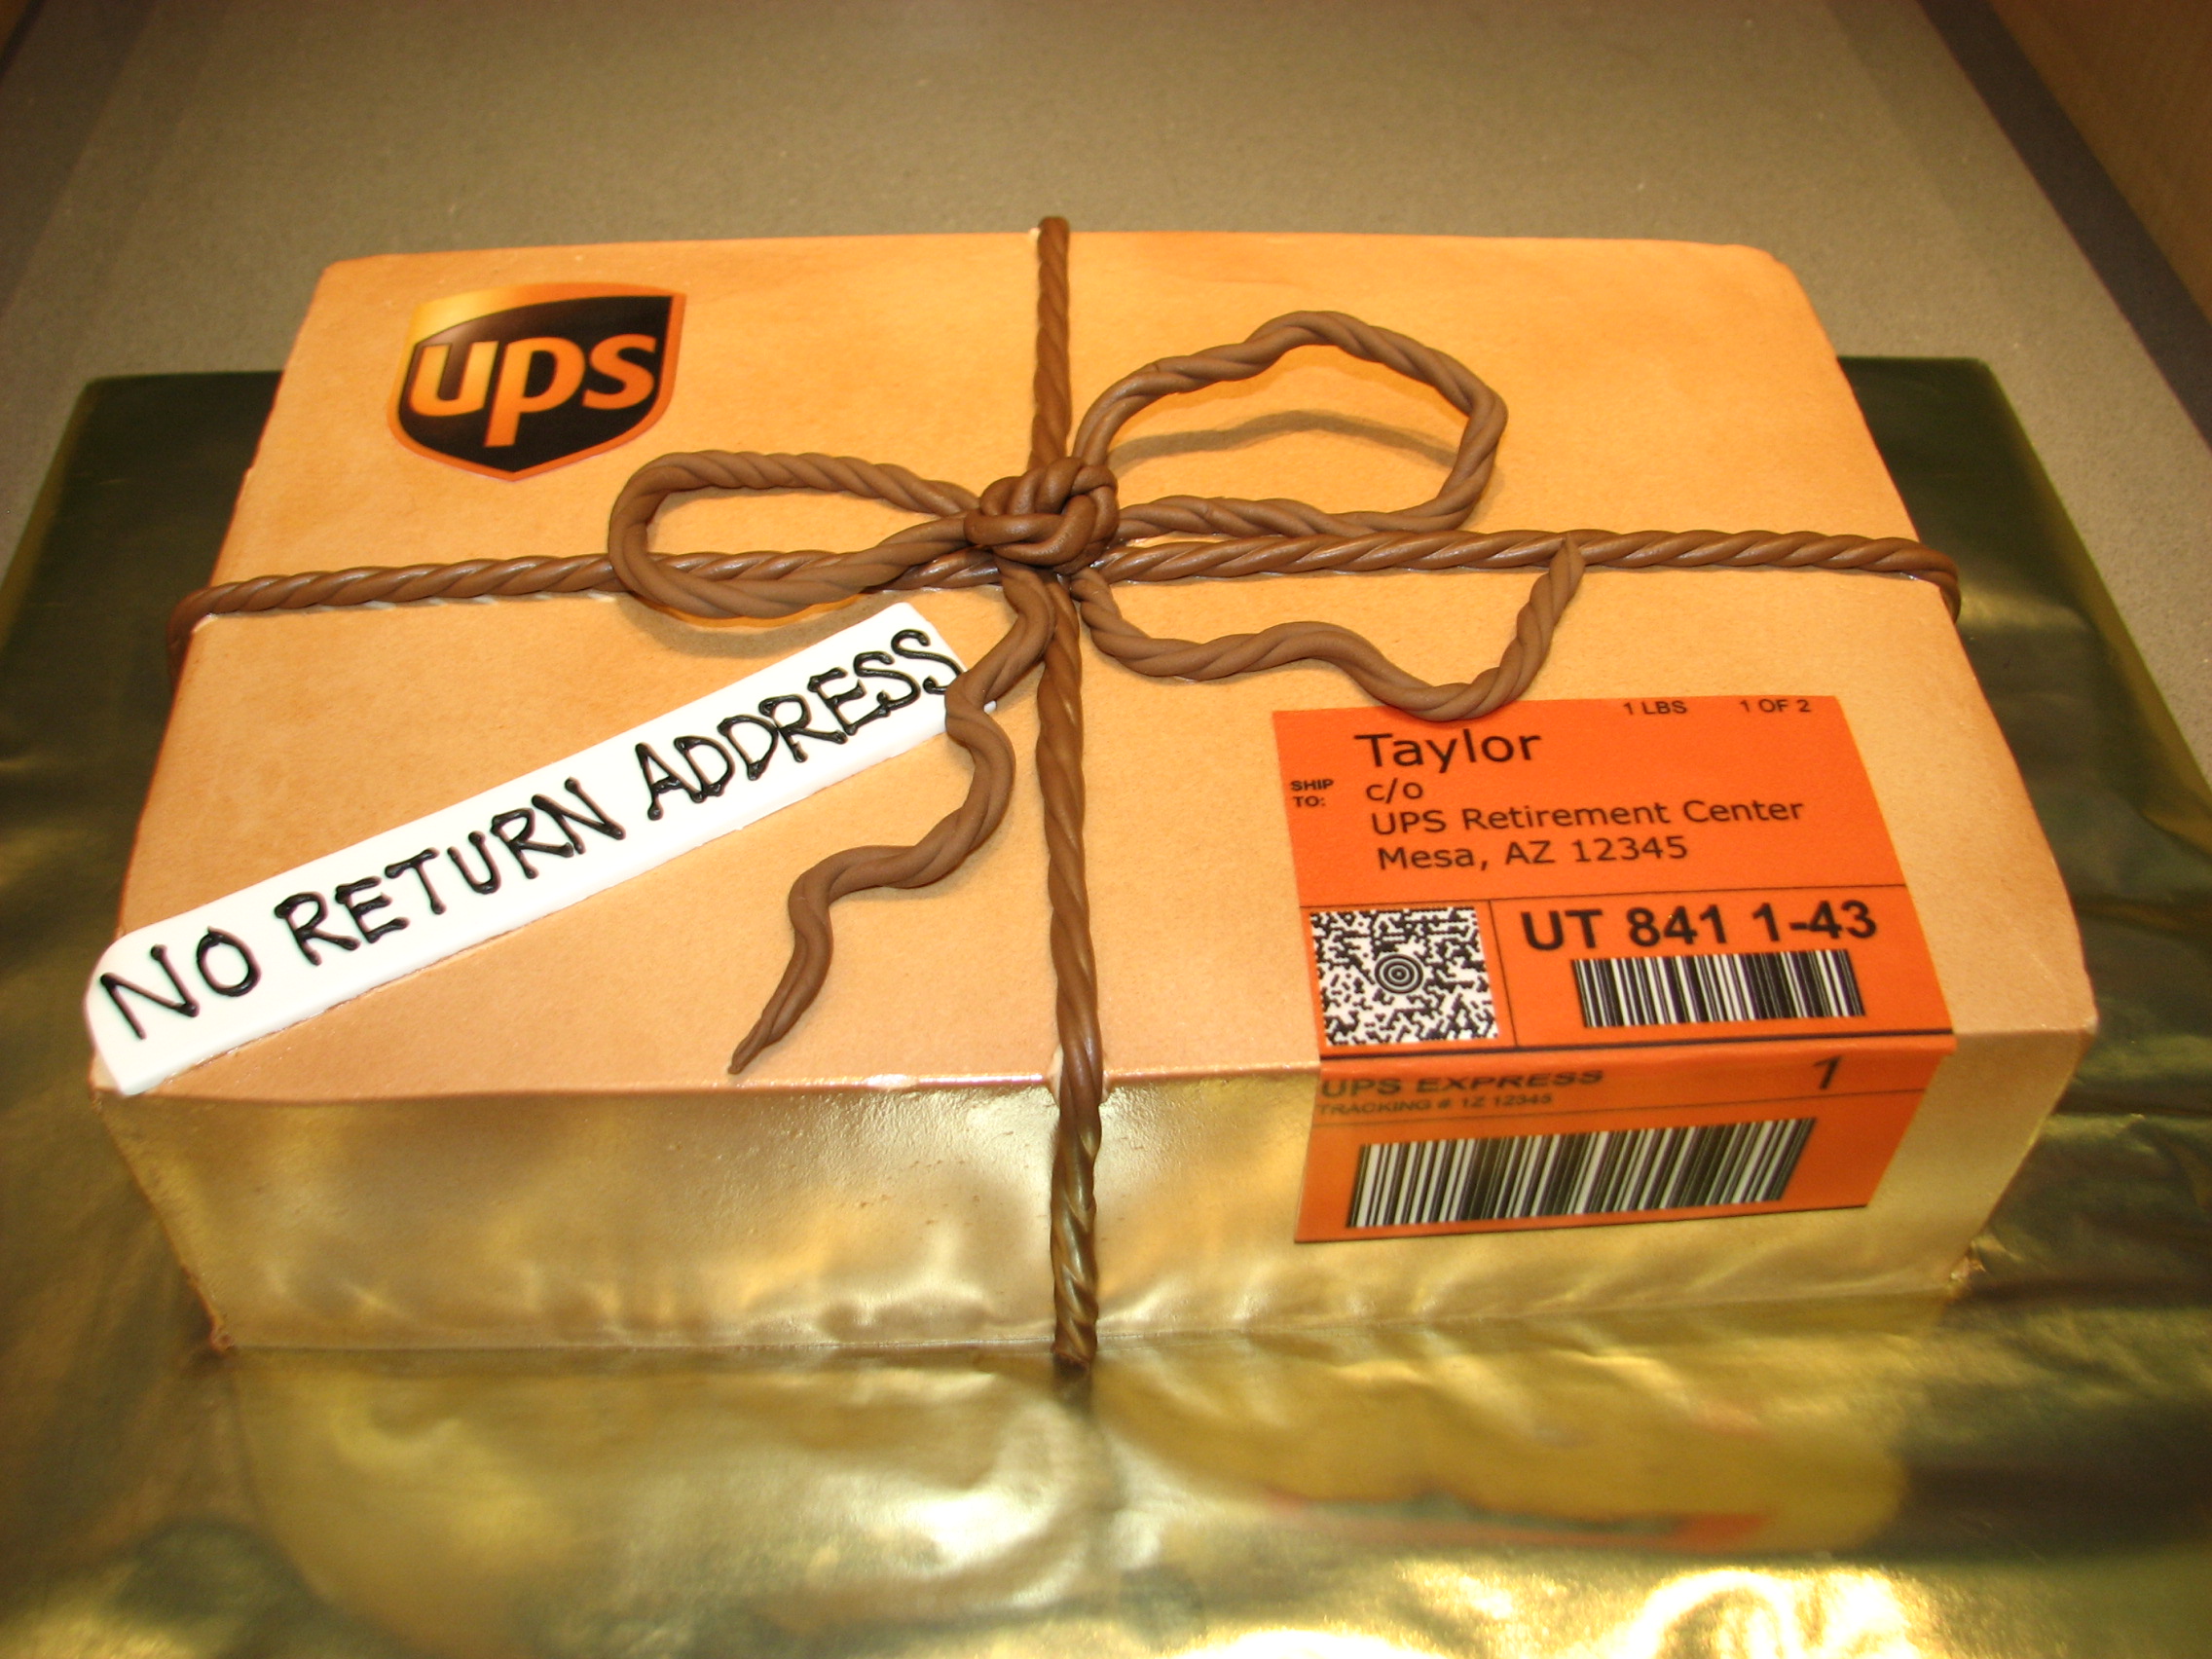 ups
NO RETURN ADDRESS
1 LBS 1 OF 2
SHIP
TO:
Taylor
c/o
UPS Retirement Center
Mesa, AZ 12345
UT 841 1-43
UPS EXPRESS 1
TRACKING # 1Z 12345